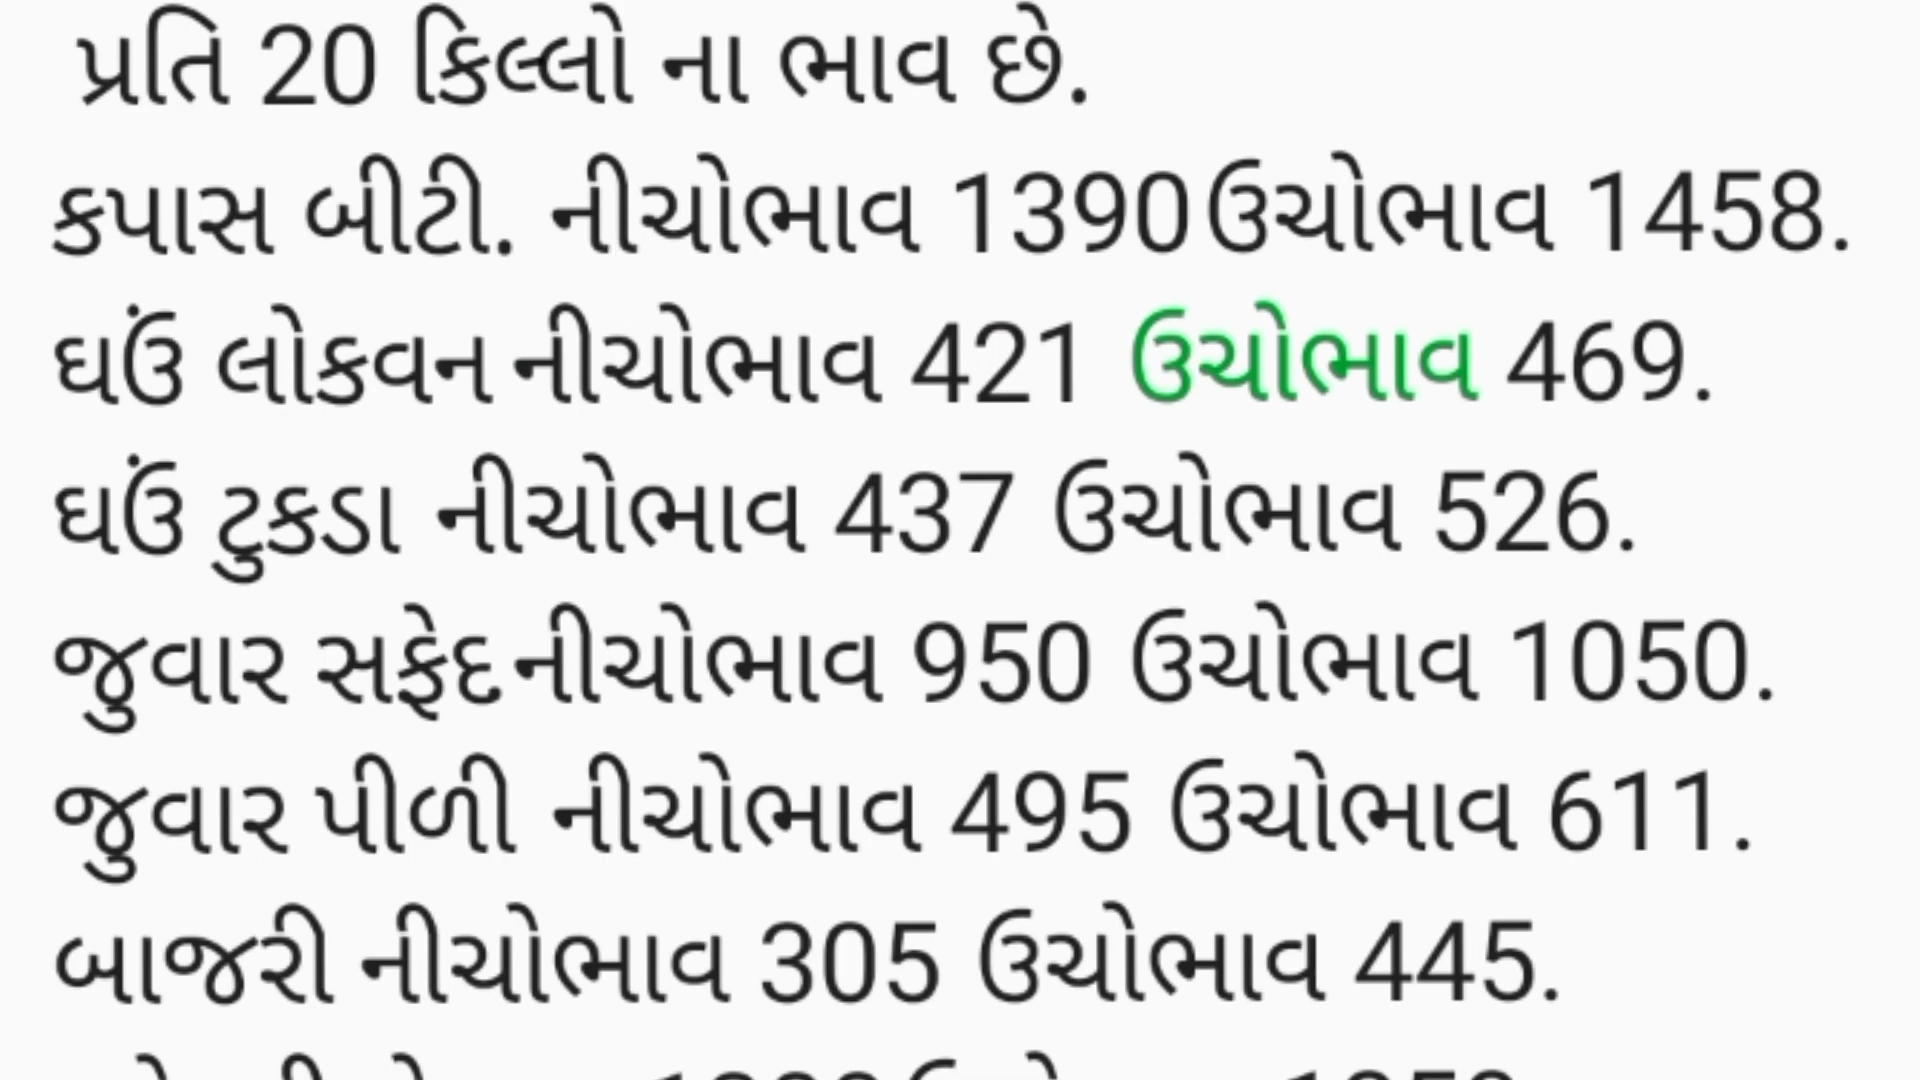 પ્રતિ 20 કિલ્લો ના ભાવ છે.
કપાસ બીટી. નીચોભાવ 1390 ઉચોભાવ 1458.
ઘઉં લોકવન નીચોભાવ 421 ઉચોભાવ 469.
ઘઉં ટુકડા નીચોભાવ 437 ઉચોભાવ 526.
જુવાર સફેદ નીચોભાવ 950 ઉચોભાવ 1050.
જુવાર પીળી નીચોભાવ 495 ઉચોભાવ 611.
બાજરી નીચોભાવ 305 ઉચોભાવ 445.